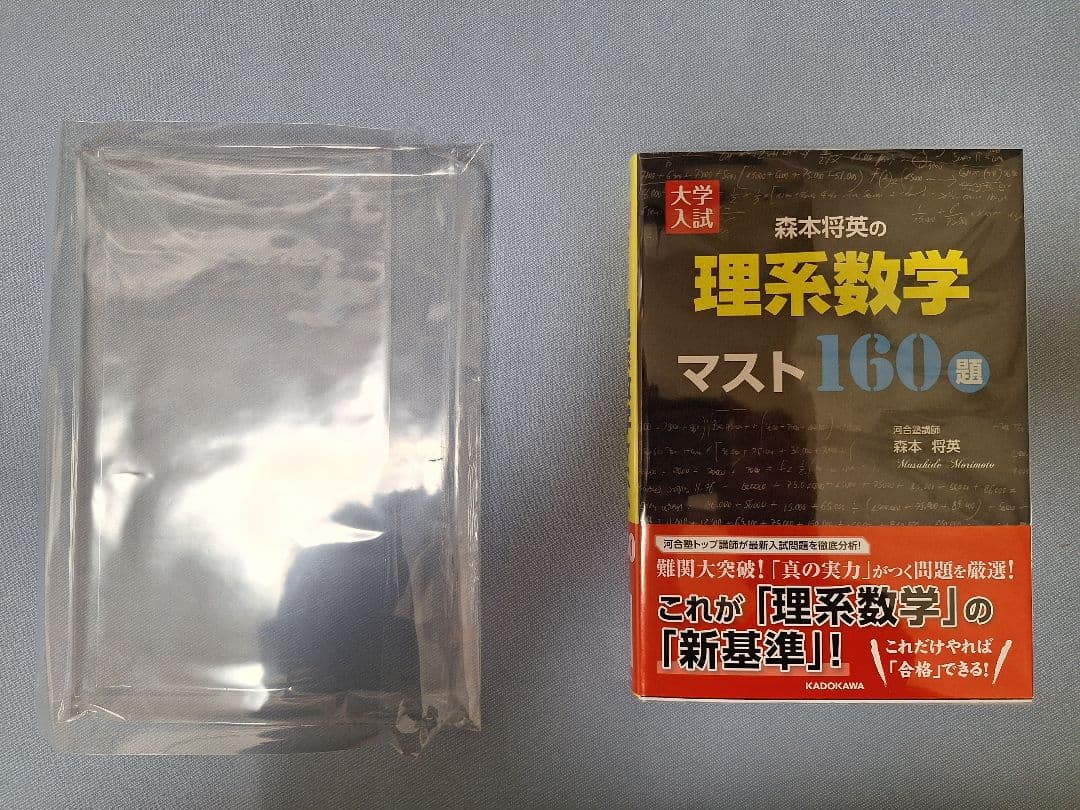 大学
入試
森本将英の
理系数学
マスト160題
河合塾講師
森本 将英
Masahide Morimoto
河合塾トップ講師が最新入試問題を徹底分析!
難関大突破!「真の実力」がつく問題を厳選!
これが「理系数学」の
「新基準」!
これだけやれば
「合格」できる!
KADOKAWA